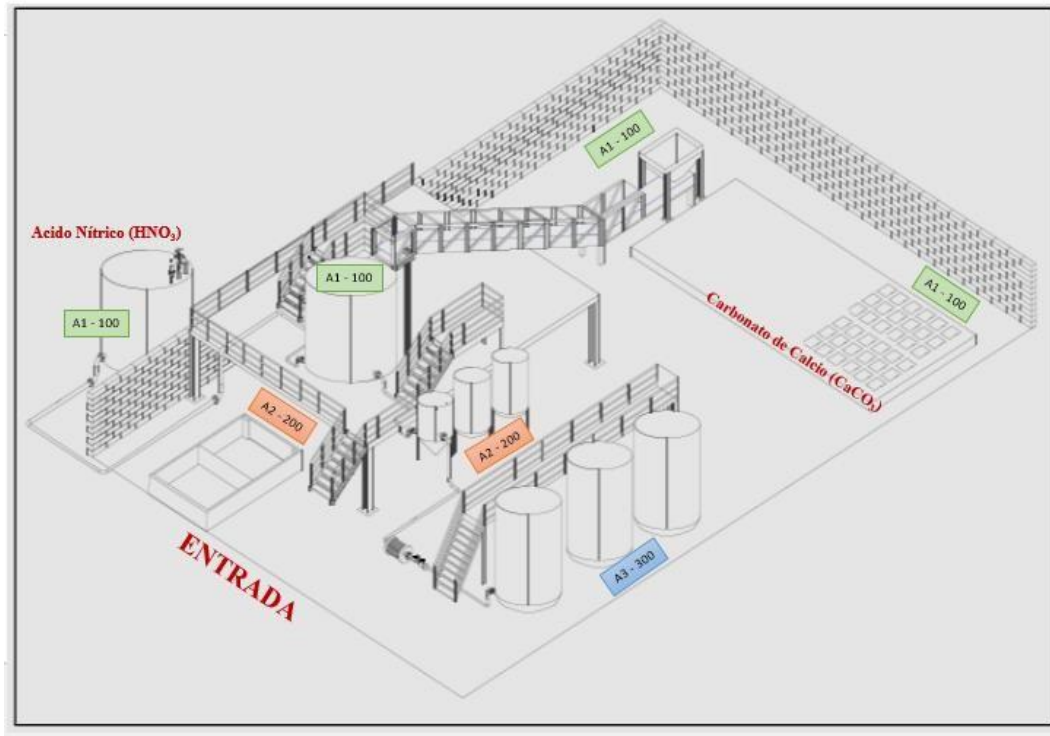 A1 - 100
Acido Nítrico (HNO₃)
A1 - 100
A1 - 100
A1 - 100
Carbonato de Calcio (CaCO₃)
A2 - 200
A2 - 200
A3 - 300
ENTRADA